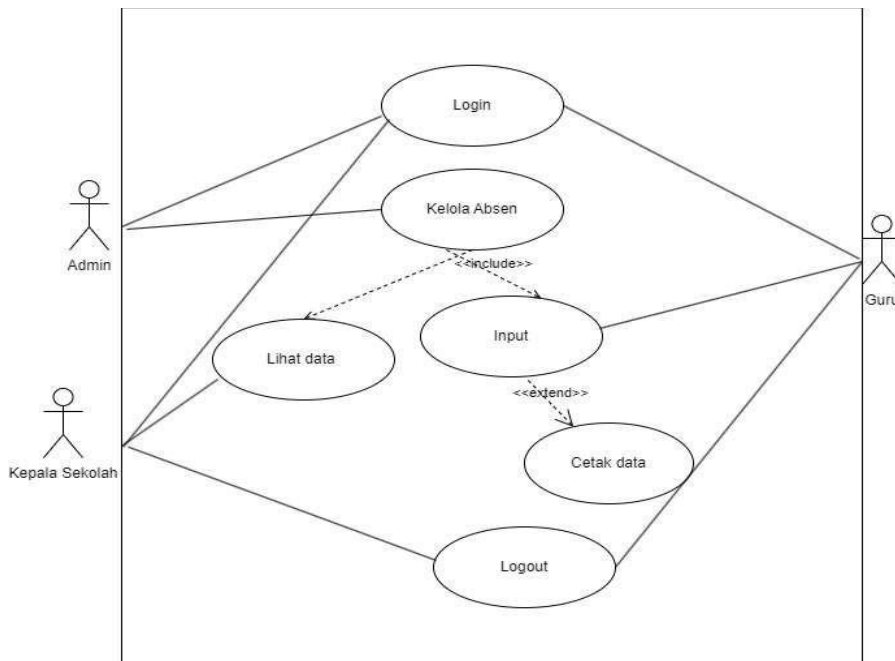 Login
Kelola Absen
Admin
<<include>>
Guru
Input
Lihat data
<<extend>>
Cetak data
Kepala Sekolah
Logout